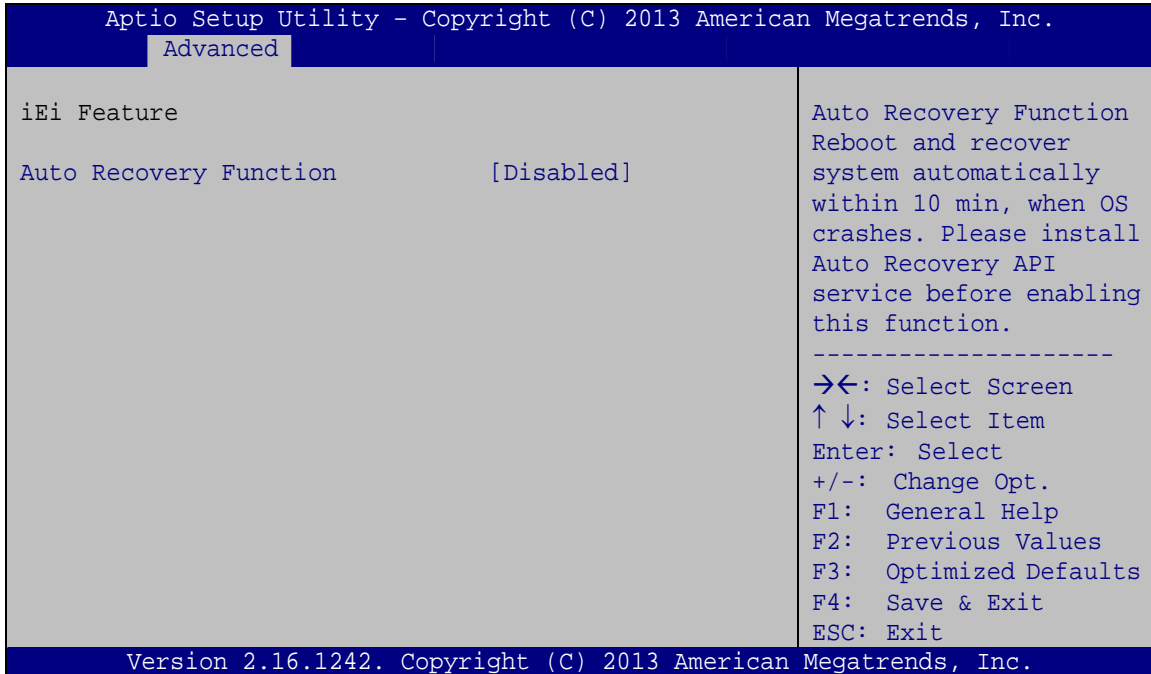 Aptio Setup Utility – Copyright (C) 2013 American Megatrends, Inc.
Advanced
iEi Feature
Auto Recovery Function [Disabled]
Auto Recovery Function
Reboot and recover
system automatically
within 10 min, when OS
crashes. Please install
Auto Recovery API
service before enabling
this function.
---------------------
→←: Select Screen
↑ ↓: Select Item
Enter: Select
+/-: Change Opt.
F1: General Help
F2: Previous Values
F3: Optimized Defaults
F4: Save & Exit
ESC: Exit
Version 2.16.1242. Copyright (C) 2013 American Megatrends, Inc.